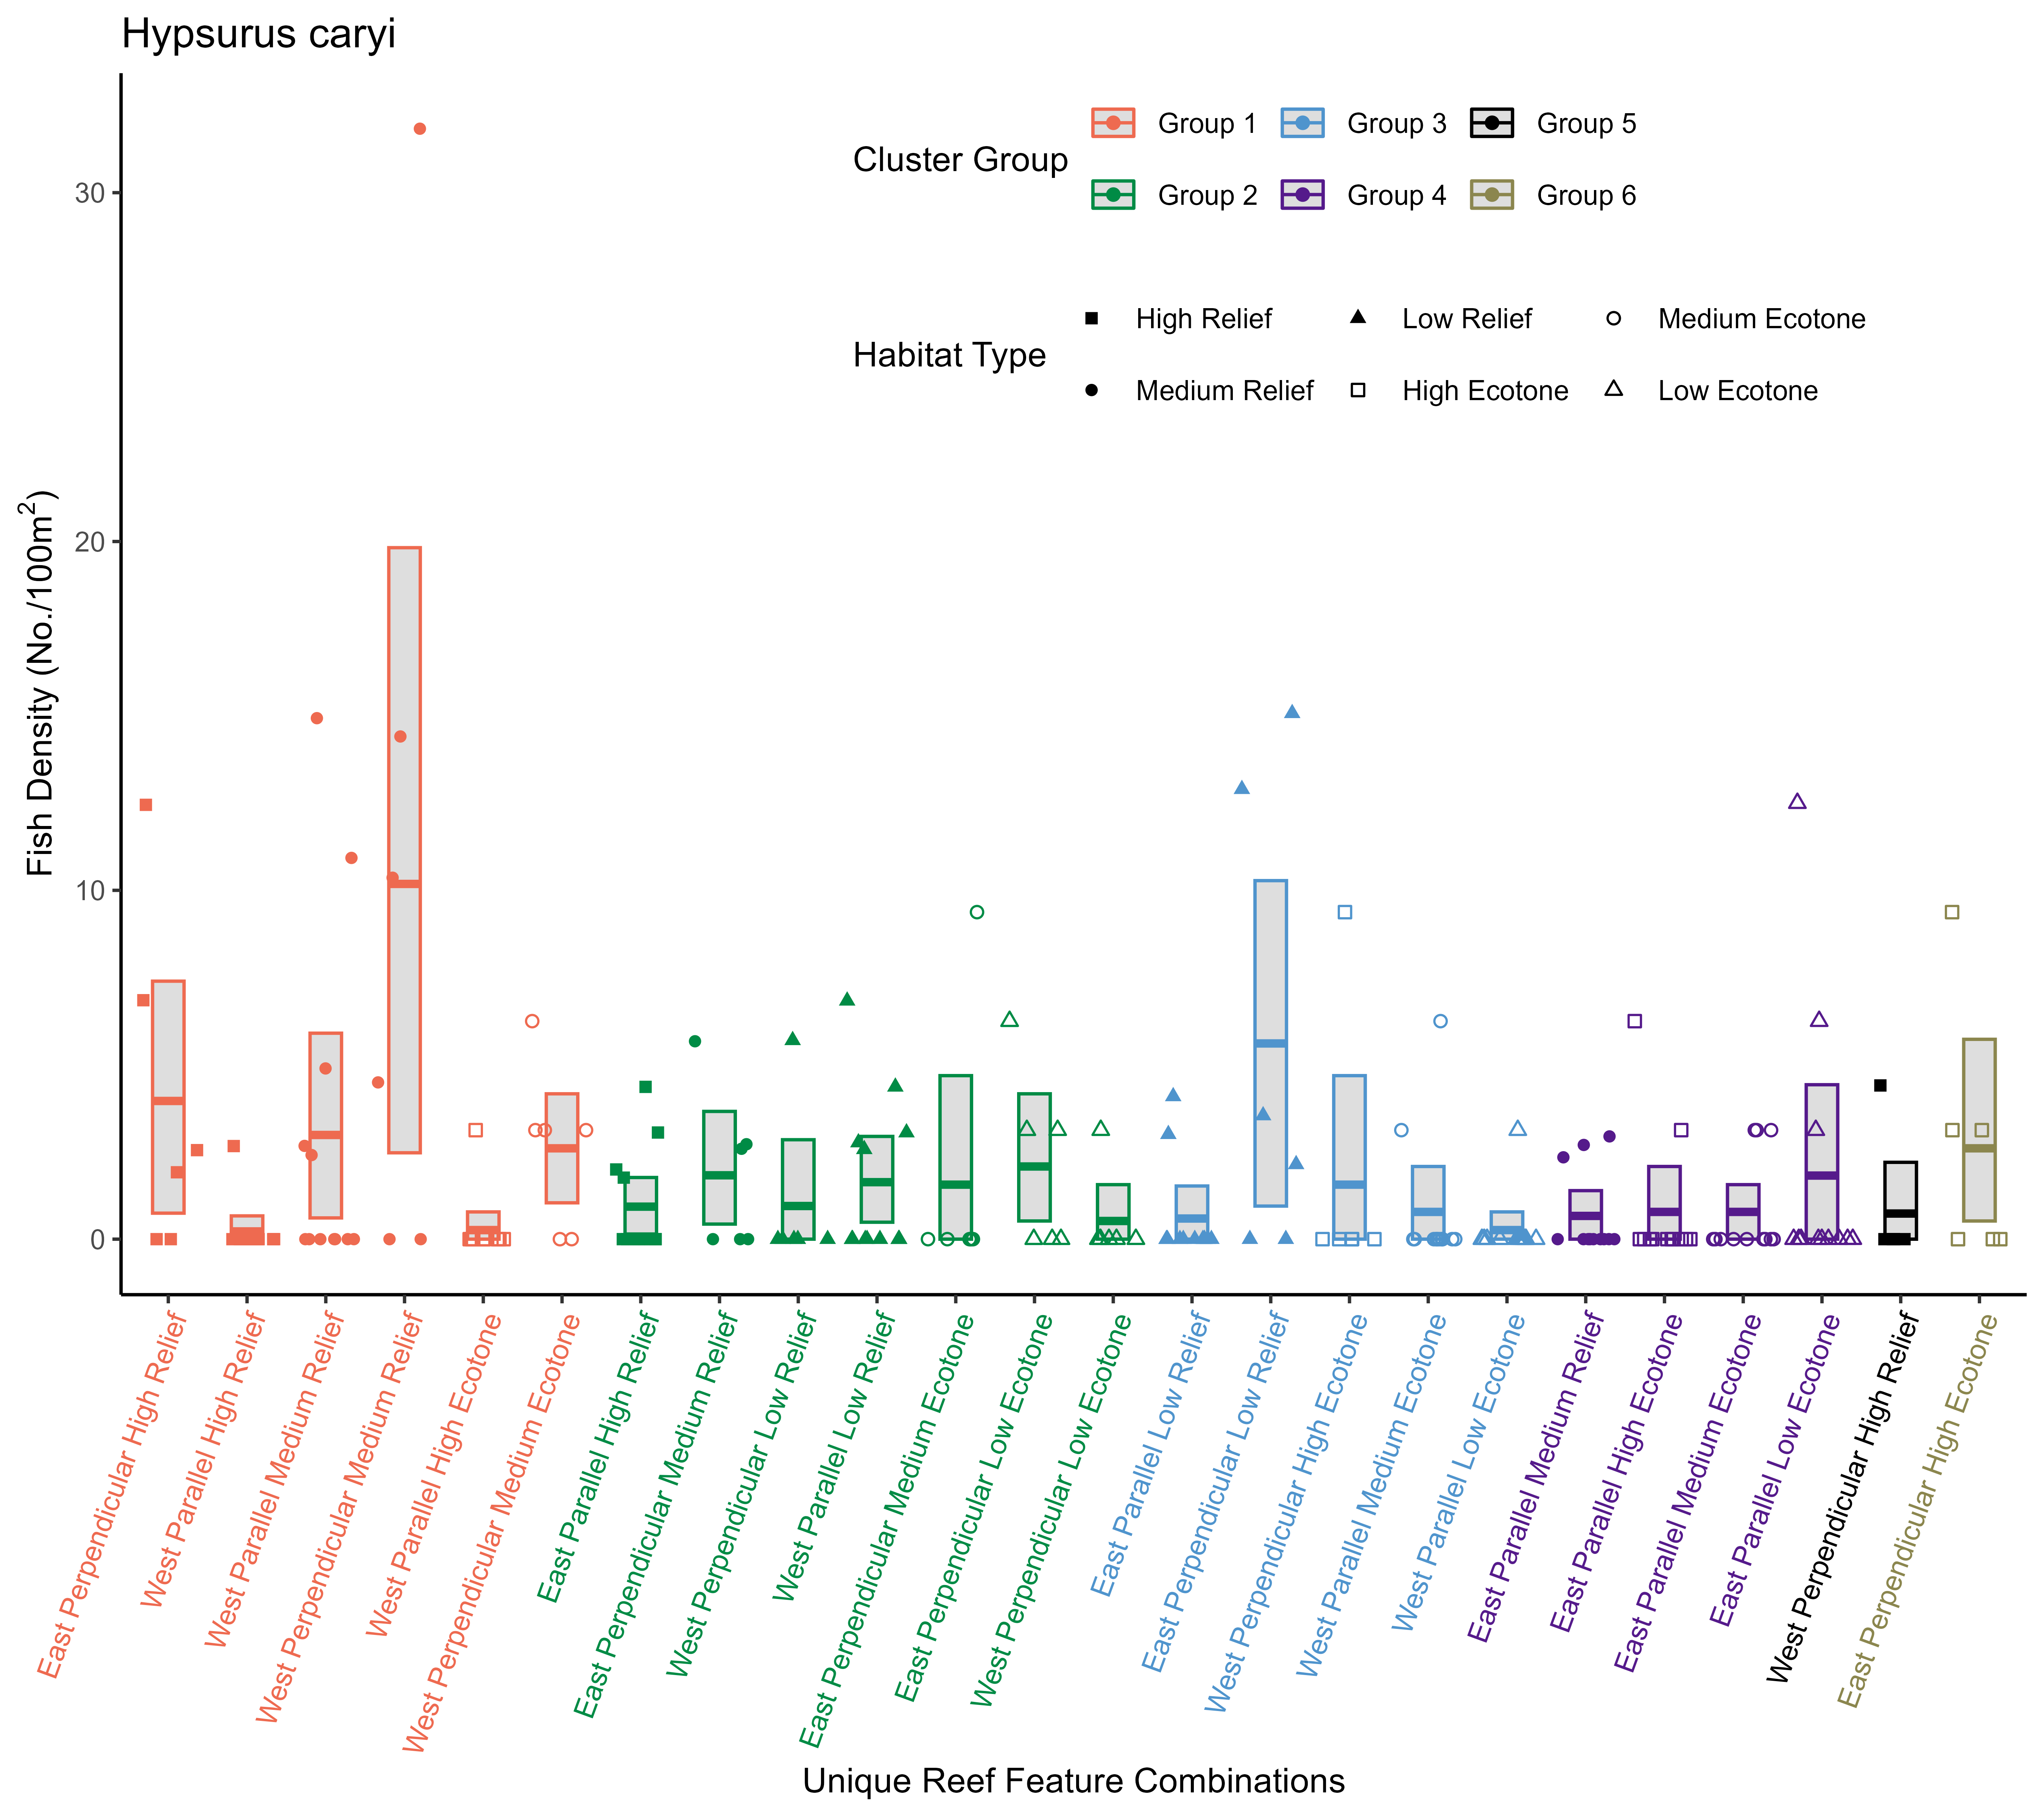 Hypsurus caryi
Cluster Group
Group 1
Group 3
Group 5
Group 2
Group 4
Group 6
Habitat Type
High Relief
Low Relief
Medium Ecotone
Medium Relief
High Ecotone
Low Ecotone
Fish Density (No./100m²)
30
20
10
0
East Perpendicular High Relief
West Parallel High Relief
West Parallel Medium Relief
West Perpendicular Medium Relief
West Parallel High Ecotone
West Perpendicular Medium Ecotone
East Parallel High Relief
East Perpendicular Medium Relief
West Perpendicular Low Relief
West Parallel Low Relief
East Perpendicular Medium Ecotone
East Perpendicular Low Ecotone
West Perpendicular Low Ecotone
East Parallel Low Relief
East Perpendicular Low Relief
West Perpendicular High Ecotone
West Parallel Medium Ecotone
West Parallel Low Ecotone
East Parallel Medium Relief
East Parallel High Ecotone
East Parallel Medium Ecotone
East Parallel Low Ecotone
West Perpendicular High Relief
East Perpendicular High Ecotone
Unique Reef Feature Combinations